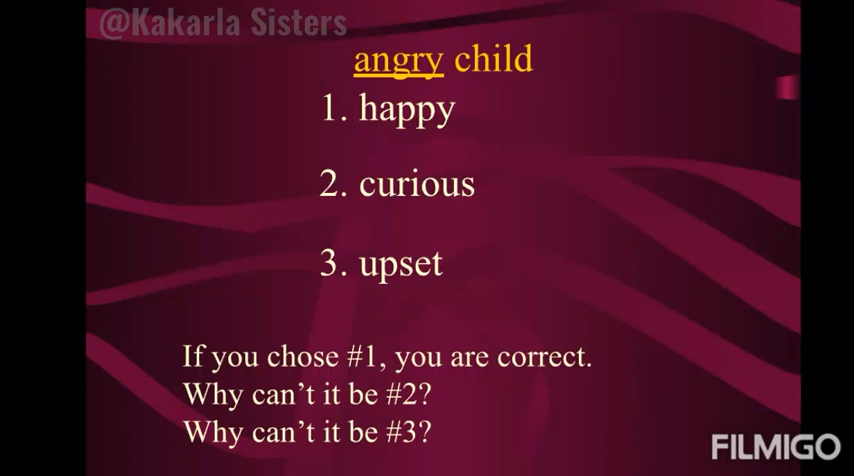 @Kakarla Sisters
angry child
1. happy
2. curious
3. upset
If you chose #1, you are correct.
Why can’t it be #2?
Why can’t it be #3?
FILMIGO